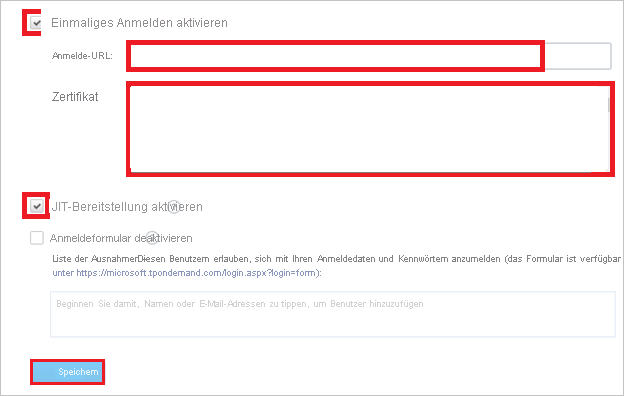 Einmaliges Anmelden aktivieren
Anmelde-URL:
Zertifikat
JIT-Bereitstellung aktivieren
Anmeldeformular deaktivieren
Liste der AusnahmerDiesen Benutzern erlauben, sich mit Ihren Anmeldedaten und Kennwörtern anzumelden (das Formular ist verfügbar
unter https://microsoft.tpondemand.com/login.aspx?login=form):
Beginnen Sie damit, Namen oder E-Mail-Adressen zu tippen, um Benutzer hinzuzufügen
Speichern